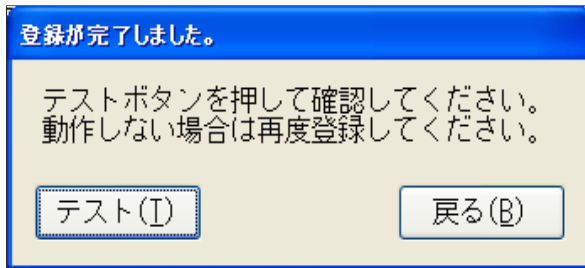 登録が完了しました。
テストボタンを押して確認してください。
動作しない場合は再度登録してください。
テスト(T)
戻る(B)